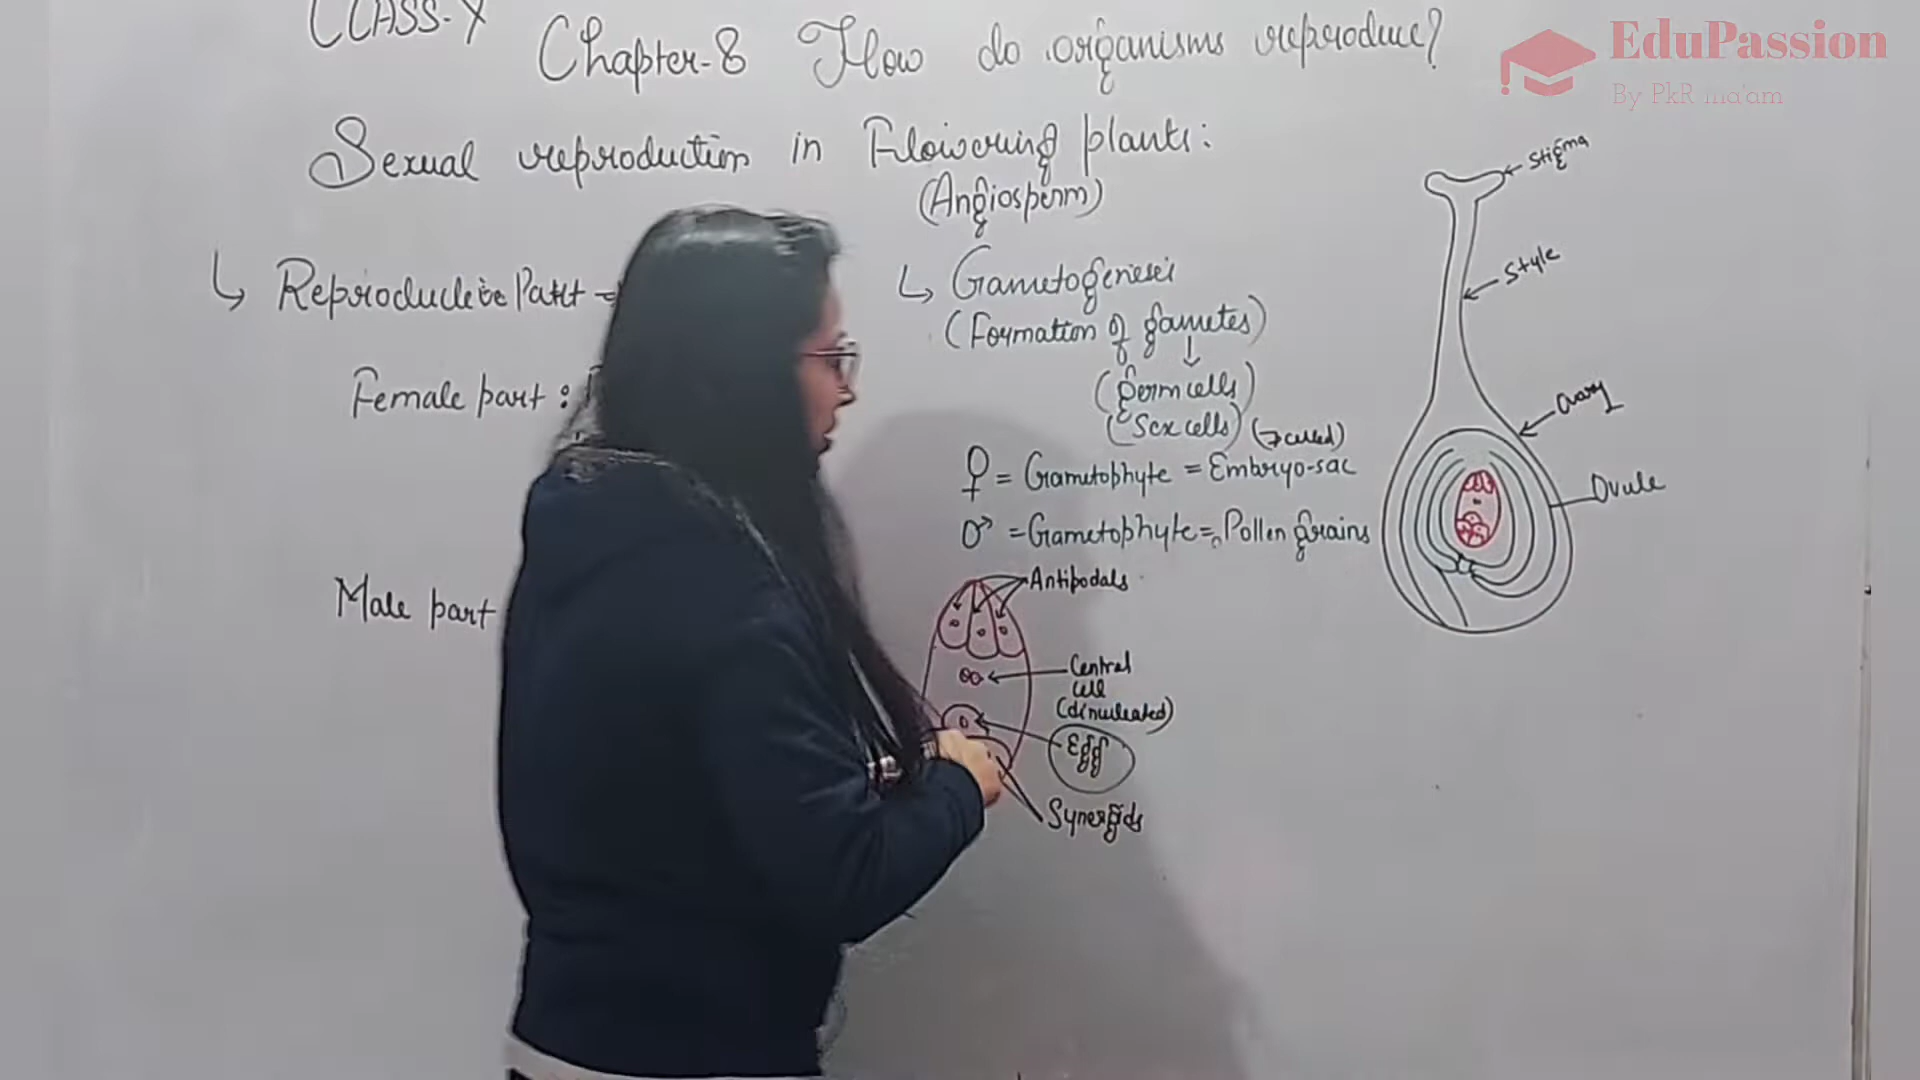 CLASS-X
Chapter-8 How do organisms reproduce?
EduPassion
By PkR ma'am
Sexual reproduction in Flowering plants:
(Angiosperm)
Stigma
Style
Ovary
Ovule
↳ Reproductive Part =
Female part :
Male part
↳ Gametogenesis
(Formation of gametes)
↓
(germ cells)
(Sex cells) (7 celled)
♀ = Gametophyte = Embryo-sac
♂ = Gametophyte = Pollen grains
Antipodals
Central
cell
(dinucleated)
Egg
Synergids